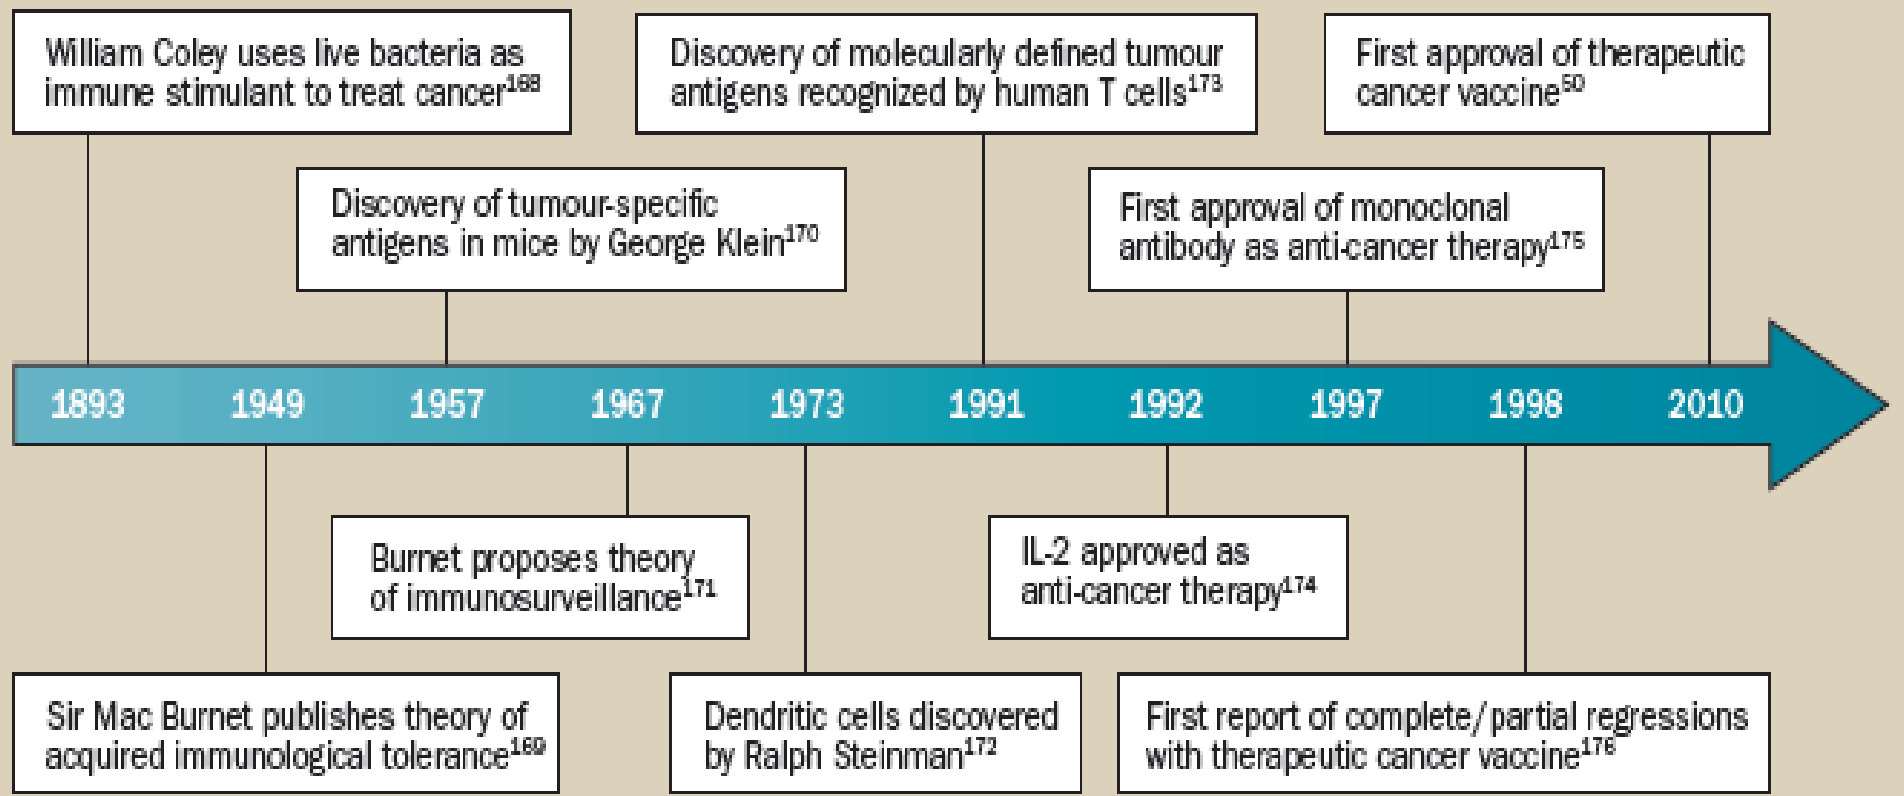 William Coley uses live bacteria as
immune stimulant to treat cancer¹⁶⁸
Discovery of molecularly defined tumour
antigens recognized by human T cells¹⁷³
First approval of therapeutic
cancer vaccine⁵⁰
Discovery of tumour-specific
antigens in mice by George Klein¹⁷⁰
First approval of monoclonal
antibody as anti-cancer therapy¹⁷⁵
1893 1949 1957 1967 1973 1991 1992 1997 1998 2010
Burnet proposes theory
of immunosurveillance¹⁷¹
IL-2 approved as
anti-cancer therapy¹⁷⁴
Sir Mac Burnet publishes theory of
acquired immunological tolerance¹⁶⁹
Dendritic cells discovered
by Ralph Steinman¹⁷²
First report of complete/partial regressions
with therapeutic cancer vaccine¹⁷⁶